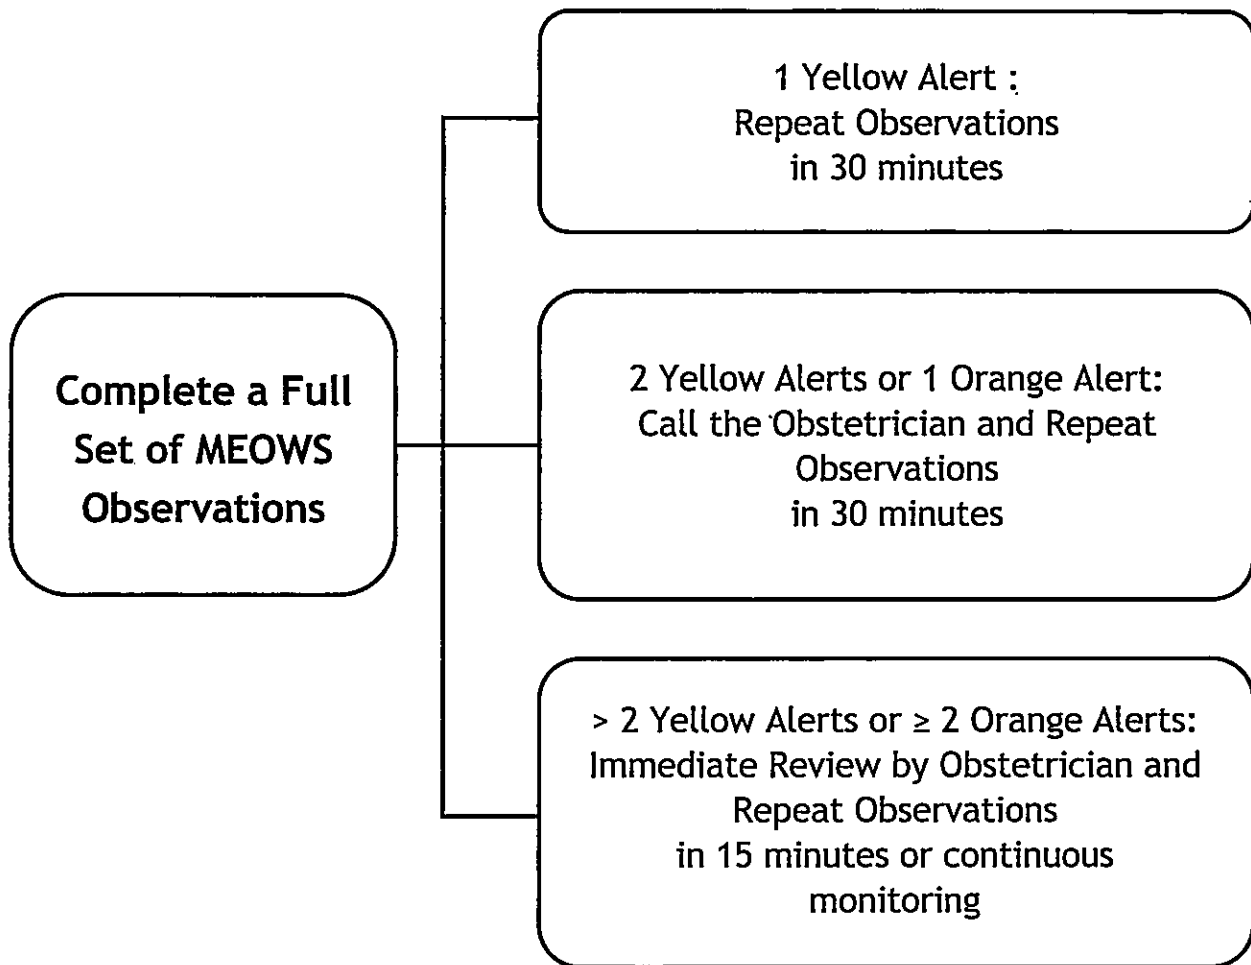 Complete a Full
Set of MEOWS
Observations
1 Yellow Alert :
Repeat Observations
in 30 minutes
2 Yellow Alerts or 1 Orange Alert:
Call the Obstetrician and Repeat
Observations
in 30 minutes
> 2 Yellow Alerts or ≥ 2 Orange Alerts:
Immediate Review by Obstetrician and
Repeat Observations
in 15 minutes or continuous
monitoring